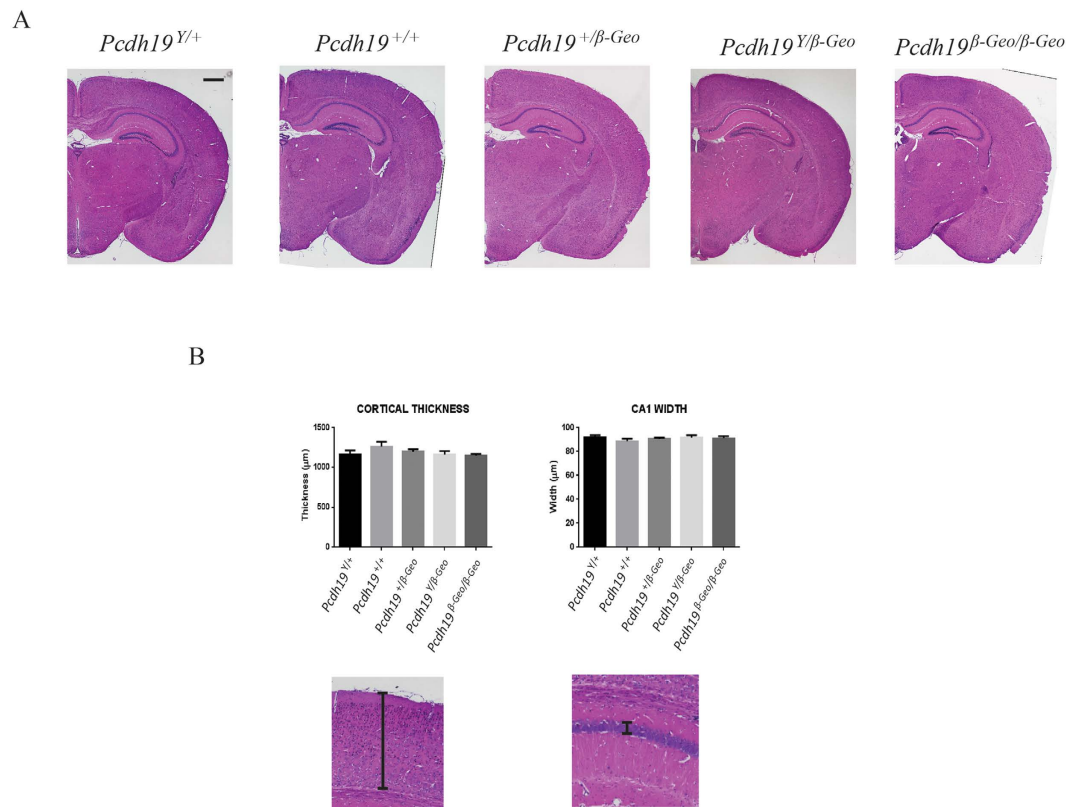 A
Pcdh19 Y/+ Pcdh19 +/+ Pcdh19 +/β-Geo Pcdh19 Y/β-Geo Pcdh19 β-Geo/β-Geo
B
CORTICAL THICKNESS
1500
1000
500
0
Thickness (µm)
Pcdh19 Y/+
Pcdh19 +/+
Pcdh19 +/β-Geo
Pcdh19 Y/β-Geo
Pcdh19 β-Geo/β-Geo
CA1 WIDTH
100
80
60
40
20
0
Width (µm)
Pcdh19 Y/+
Pcdh19 +/+
Pcdh19 +/β-Geo
Pcdh19 Y/β-Geo
Pcdh19 β-Geo/β-Geo